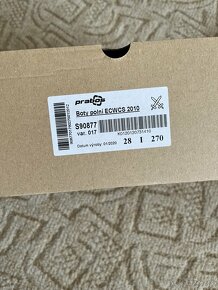 prabos
Boty polní ECWCS 2010
S90877
var. 017
Datum výroby: 01/2020
28 I 270